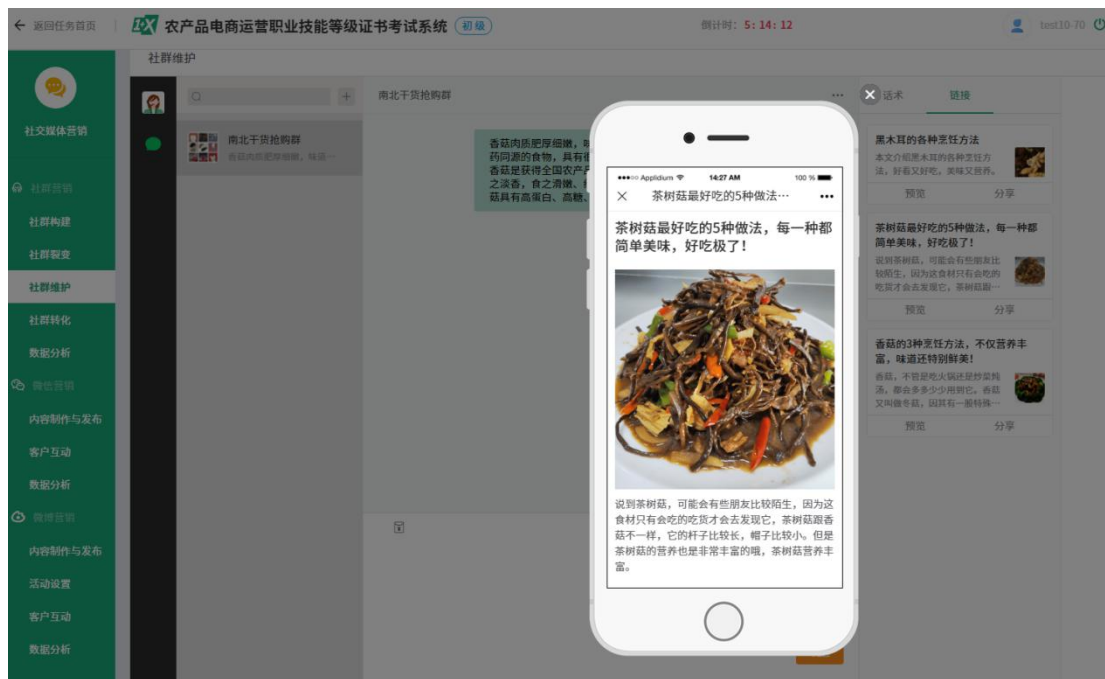 返回任务首页
农产品电商运营职业技能等级证书考试系统
初级
倒计时：5：14：12
test10-70
社交媒体营销
社群营销
社群构建
社群裂变
社群维护
社群转化
数据分析
微信营销
内容制作与发布
客户互动
数据分析
微博营销
内容制作与发布
活动设置
客户互动
数据分析
社群维护
南北干货抢购群
香菇肉质肥厚细嫩，味道…
南北干货抢购群
香菇肉质肥厚细嫩，
药同源的食物，具有
香菇是获得全国农产
之淡香，食之滑嫩、
菇具有高蛋白、高糖、
Applidium
14:27 AM
100 %
茶树菇最好吃的5种做法…
茶树菇最好吃的5种做法，每一种都
简单美味，好吃极了！
说到茶树菇，可能会有些朋友比较陌生，因为这
食材只有会吃的吃货才会去发现它，茶树菇跟香
菇不一样，它的杆子比较长，帽子比较小。但是
茶树菇的营养也是非常丰富的哦，茶树菇营养丰
富。
话术
链接
黑木耳的各种烹饪方法
本文介绍黑木耳的各种烹饪方
法，好看又好吃。美味又营养。
预览
分享
茶树菇最好吃的5种做法，每一种都
简单美味，好吃极了！
说到茶树菇，可能会有些朋友比
较陌生，因为这食材只有会吃的
吃货才会去发现它，茶树菇跟…
预览
分享
香菇的3种烹饪方法，不仅营养丰
富，味道还特别鲜美！
香菇，不管是吃火锅还是炒菜炖
汤，都会多多少少用到它。香菇
又叫做冬菇，因其有一股特殊…
预览
分享